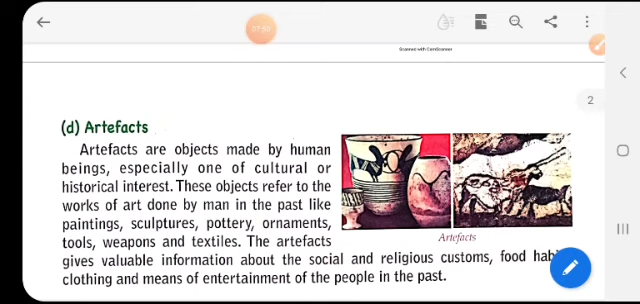 07:50
Scanned with CamScanner
2
(d) Artefacts
Artefacts are objects made by human
beings, especially one of cultural or
historical interest. These objects refer to the
works of art done by man in the past like
paintings, sculptures, pottery, ornaments,
tools, weapons and textiles. The artefacts
gives valuable information about the social and religious customs, food
clothing and means of entertainment of the people in the past.
Artefacts